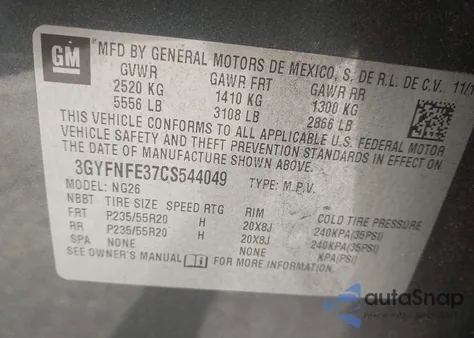 GM
MFD BY GENERAL MOTORS DE MEXICO, S. DE R.L. DE C.V. 11/1
GVWR GAWR FRT GAWR RR
2520 KG 1410 KG 1300 KG
5556 LB 3108 LB 2866 LB
THIS VEHICLE CONFORMS TO ALL APPLICABLE U.S. FEDERAL MOTOR
VEHICLE SAFETY AND THEFT PREVENTION STANDARDS IN EFFECT ON
THE DATE OF MANUFACTURE SHOWN ABOVE.
3GYFNFE37CS544049 TYPE: M.P.V.
MODEL: NG26
NBBT TIRE SIZE SPEED RTG RIM COLD TIRE PRESSURE
FRT P235/55R20 H 20X8J 240KPA(35PSI)
RR P235/55R20 H 20X8J 240KPA(35PSI)
SPA NONE NONE KPA(PSI)
SEE OWNER'S MANUAL FOR MORE INFORMATION.
autoSnap